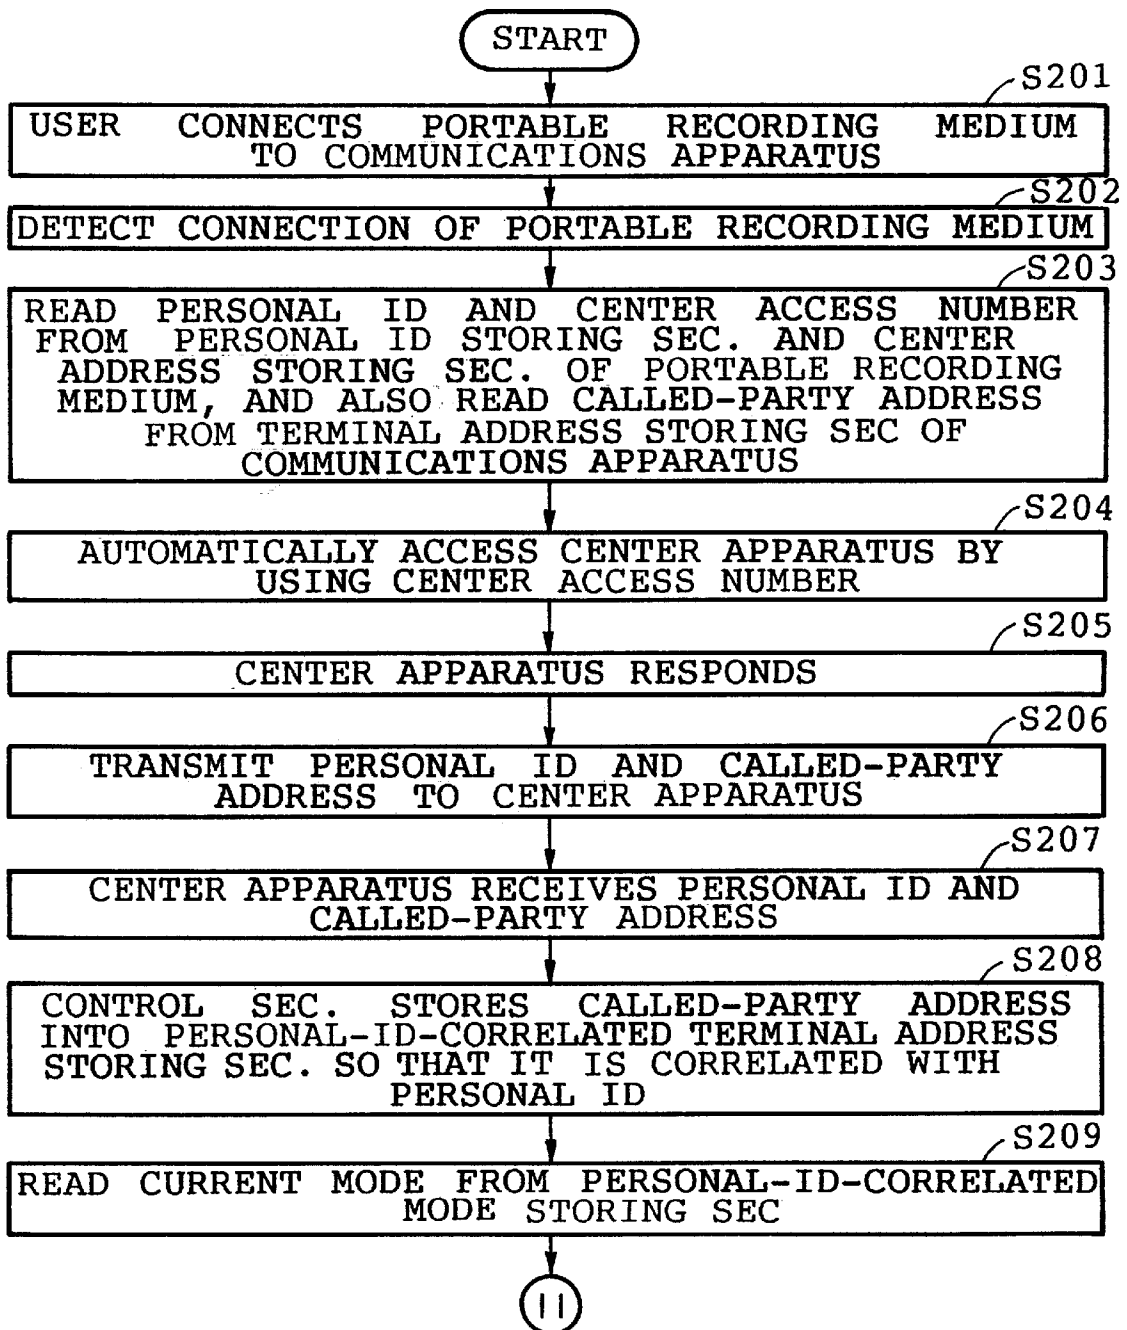 START
S201
USER CONNECTS PORTABLE RECORDING MEDIUM
TO COMMUNICATIONS APPARATUS
S202
DETECT CONNECTION OF PORTABLE RECORDING MEDIUM
S203
READ PERSONAL ID AND CENTER ACCESS NUMBER
FROM PERSONAL ID STORING SEC. AND CENTER
ADDRESS STORING SEC. OF PORTABLE RECORDING
MEDIUM, AND ALSO READ CALLED-PARTY ADDRESS
FROM TERMINAL ADDRESS STORING SEC OF
COMMUNICATIONS APPARATUS
S204
AUTOMATICALLY ACCESS CENTER APPARATUS BY
USING CENTER ACCESS NUMBER
S205
CENTER APPARATUS RESPONDS
S206
TRANSMIT PERSONAL ID AND CALLED-PARTY
ADDRESS TO CENTER APPARATUS
S207
CENTER APPARATUS RECEIVES PERSONAL ID AND
CALLED-PARTY ADDRESS
S208
CONTROL SEC. STORES CALLED-PARTY ADDRESS
INTO PERSONAL-ID-CORRELATED TERMINAL ADDRESS
STORING SEC. SO THAT IT IS CORRELATED WITH
PERSONAL ID
S209
READ CURRENT MODE FROM PERSONAL-ID-CORRELATED
MODE STORING SEC
11